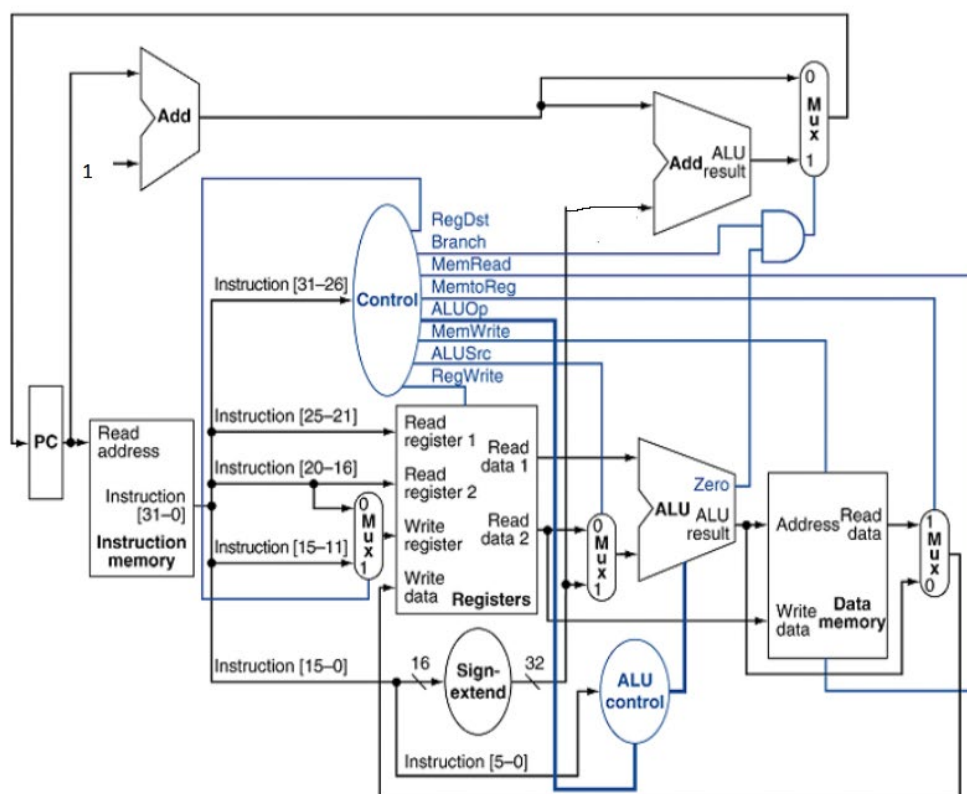 Add
1
0
Mux
1
Add
ALU
result
RegDst
Branch
MemRead
MemtoReg
ALUOp
MemWrite
ALUSrc
RegWrite
Control
Instruction [31–26]
PC
Read
address
Instruction
[31–0]
Instruction
memory
Instruction [25–21]
Instruction [20–16]
Instruction [15–11]
0
Mux
1
Read
register 1
Read
register 2
Write
register
Write
data
Read
data 1
Read
data 2
Registers
0
Mux
1
Zero
ALU
ALU
result
Address
Read
data
Write
data
Data
memory
1
Mux
0
Instruction [15–0]
16
Sign-
extend
32
ALU
control
Instruction [5–0]